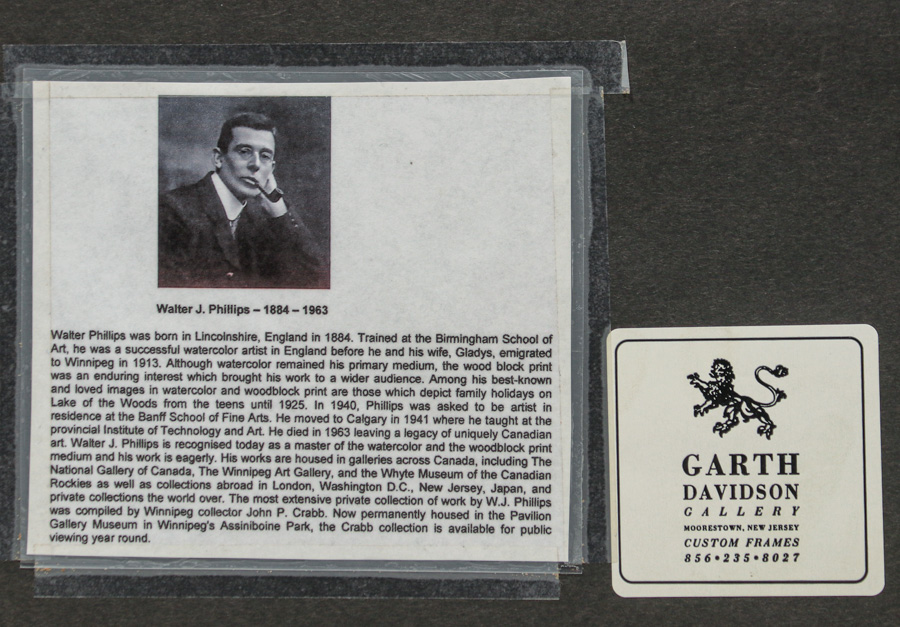 Walter J. Phillips – 1884 – 1963
Walter Phillips was born in Lincolnshire, England in 1884. Trained at the Birmingham School of
Art, he was a successful watercolor artist in England before he and his wife, Gladys, emigrated
to Winnipeg in 1913. Although watercolor remained his primary medium, the wood block print
was an enduring interest which brought his work to a wider audience. Among his best-known
and loved images in watercolor and woodblock print are those which depict family holidays on
Lake of the Woods from the teens until 1925. In 1940, Phillips was asked to be artist in
residence at the Banff School of Fine Arts. He moved to Calgary in 1941 where he taught at the
provincial Institute of Technology and Art. He died in 1963 leaving a legacy of uniquely Canadian
art. Walter J. Phillips is recognised today as a master of the watercolor and the woodblock print
medium and his work is eagerly. His works are housed in galleries across Canada, including The
National Gallery of Canada, The Winnipeg Art Gallery, and the Whyte Museum of the Canadian
Rockies as well as collections abroad in London, Washington D.C., New Jersey, Japan, and
private collections the world over. The most extensive private collection of work by W.J. Phillips
was compiled by Winnipeg collector John P. Crabb. Now permanently housed in the Pavilion
Gallery Museum in Winnipeg's Assiniboine Park, the Crabb collection is available for public
viewing year round.
GARTH
DAVIDSON
GALLERY
MOORESTOWN, NEW JERSEY
CUSTOM FRAMES
856•235•8027